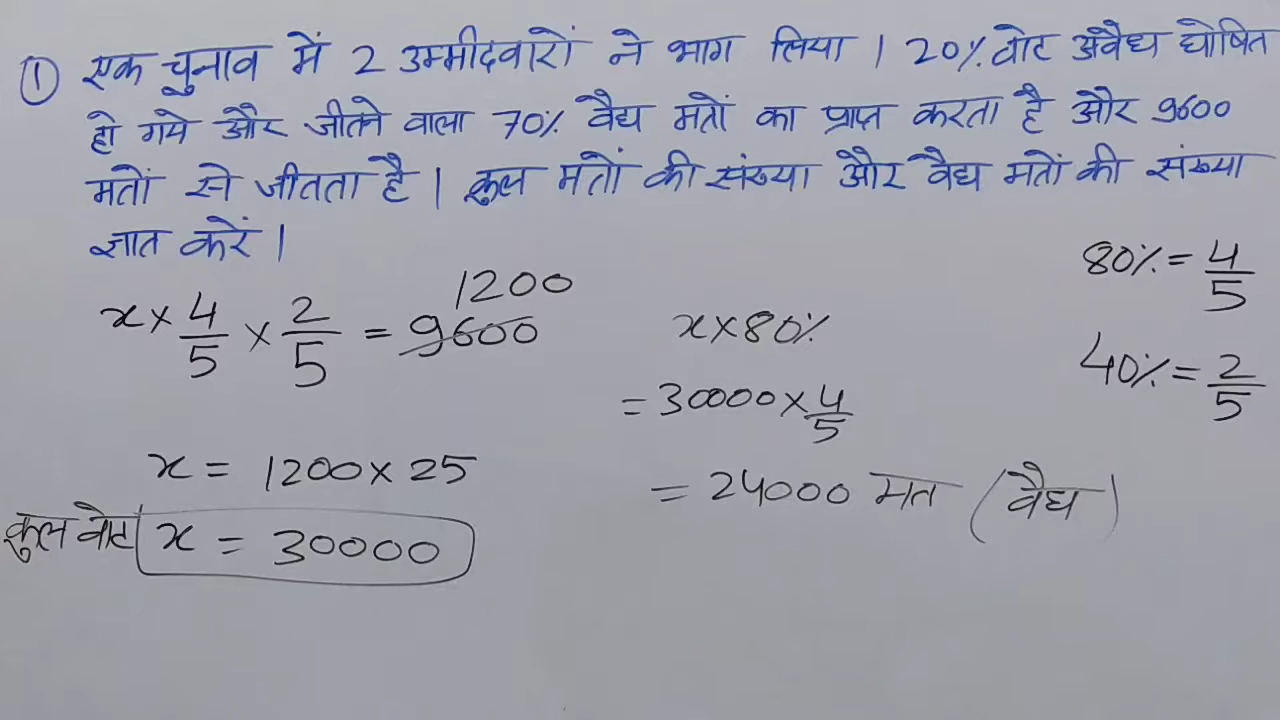 ① एक चुनाव में 2 उम्मीदवारों ने भाग लिया । 20% वोट अवैध घोषित
हो गये और जीतने वाला 70% वैद्य मतों का प्राप्त करता है और 9600
मतों से जीतता है । कुल मतों की संख्या और वैद्य मतों की संख्या
ज्ञात करें ।
x × 4/5 × 2/5 = 9600 1200
x = 1200 × 25
कुल वोट x = 30000
x × 80%
= 30000 × 4/5
= 24000 मत (वैद्य)
80% = 4/5
40% = 2/5